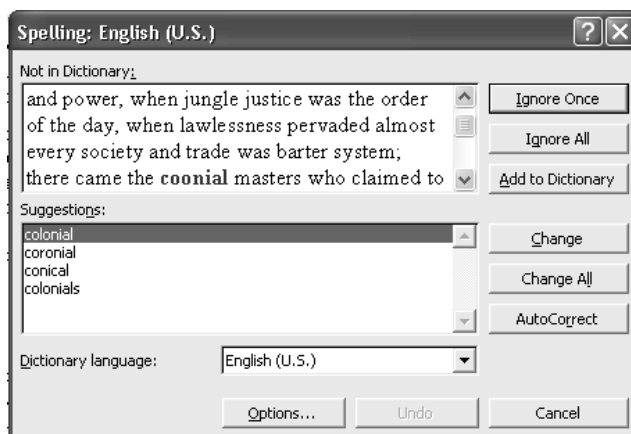 Spelling: English (U.S.)
Not in Dictionary:
and power, when jungle justice was the order
of the day, when lawlessness pervaded almost
every society and trade was barter system;
there came the coonial masters who claimed to
Ignore Once
Ignore All
Add to Dictionary
Suggestions:
colonial
coronial
conical
colonials
Change
Change All
AutoCorrect
Dictionary language:
English (U.S.)
Options...
Undo
Cancel